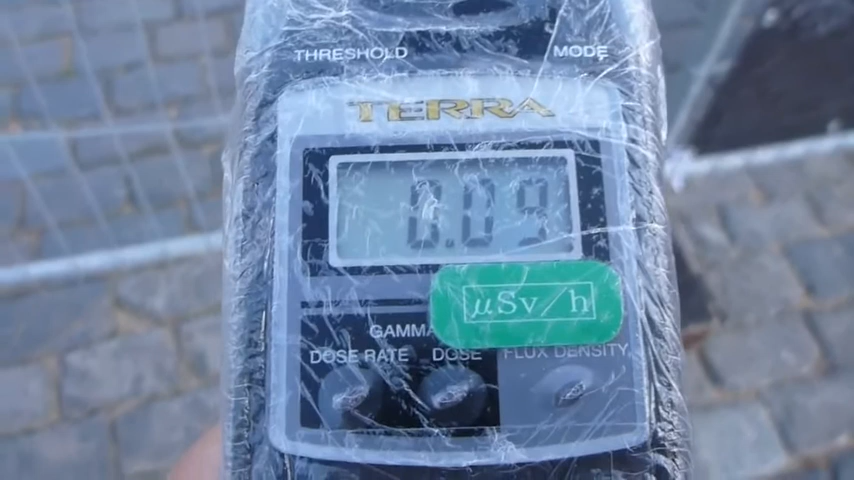 THRESHOLD MODE
TERRA
0.09
µSv/h
GAMMA
DOSE RATE DOSE FLUX DENSITY